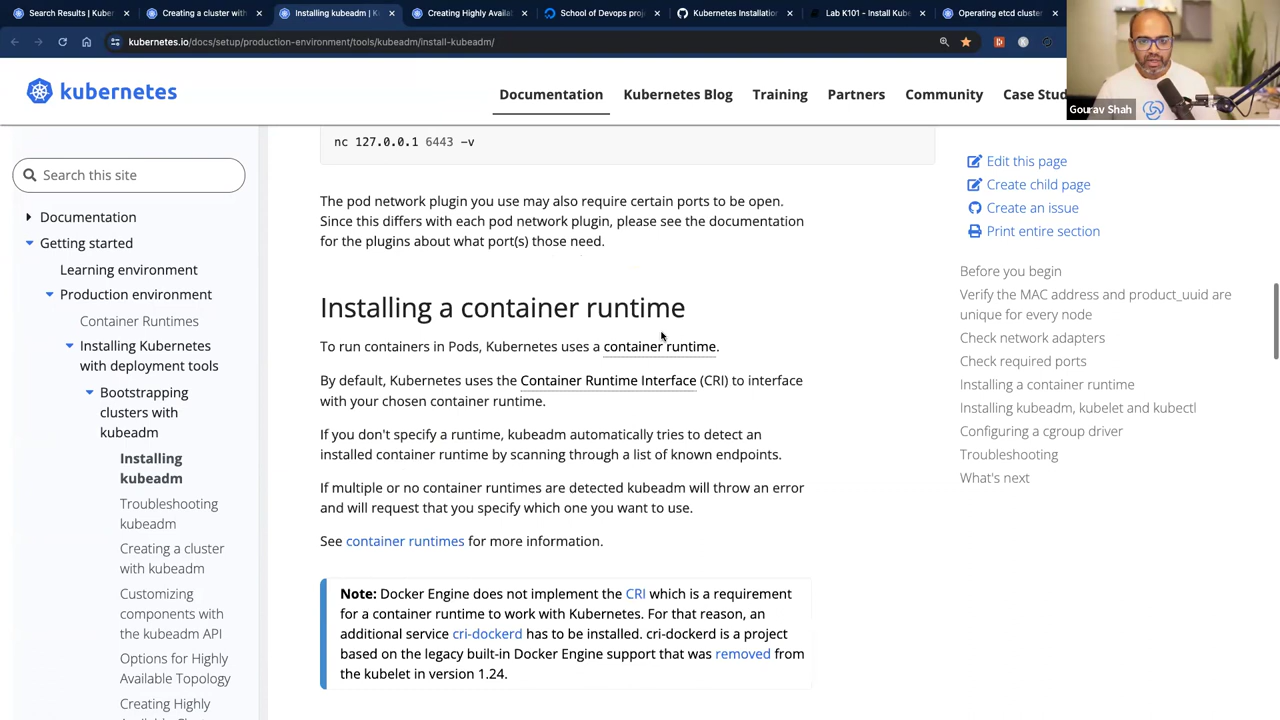 Search Results | Kuber
Creating a cluster with
Installing kubeadm | K
Creating Highly Availa
School of Devops proj
Kubernetes Installation
Lab K101 - Install Kube
Operating etcd cluster
kubernetes.io/docs/setup/production-environment/tools/kubeadm/install-kubeadm/
Gourav Shah
kubernetes
Documentation
Kubernetes Blog
Training
Partners
Community
Case Stud
Search this site
Documentation
Getting started
Learning environment
Production environment
Container Runtimes
Installing Kubernetes
with deployment tools
Bootstrapping
clusters with
kubeadm
Installing
kubeadm
Troubleshooting
kubeadm
Creating a cluster
with kubeadm
Customizing
components with
the kubeadm API
Options for Highly
Available Topology
Creating Highly
nc 127.0.0.1 6443 -v
The pod network plugin you use may also require certain ports to be open.
Since this differs with each pod network plugin, please see the documentation
for the plugins about what port(s) those need.
Installing a container runtime
To run containers in Pods, Kubernetes uses a container runtime.
By default, Kubernetes uses the Container Runtime Interface (CRI) to interface
with your chosen container runtime.
If you don't specify a runtime, kubeadm automatically tries to detect an
installed container runtime by scanning through a list of known endpoints.
If multiple or no container runtimes are detected kubeadm will throw an error
and will request that you specify which one you want to use.
See container runtimes for more information.
Note: Docker Engine does not implement the CRI which is a requirement
for a container runtime to work with Kubernetes. For that reason, an
additional service cri-dockerd has to be installed. cri-dockerd is a project
based on the legacy built-in Docker Engine support that was removed from
the kubelet in version 1.24.
Edit this page
Create child page
Create an issue
Print entire section
Before you begin
Verify the MAC address and product_uuid are
unique for every node
Check network adapters
Check required ports
Installing a container runtime
Installing kubeadm, kubelet and kubectl
Configuring a cgroup driver
Troubleshooting
What's next